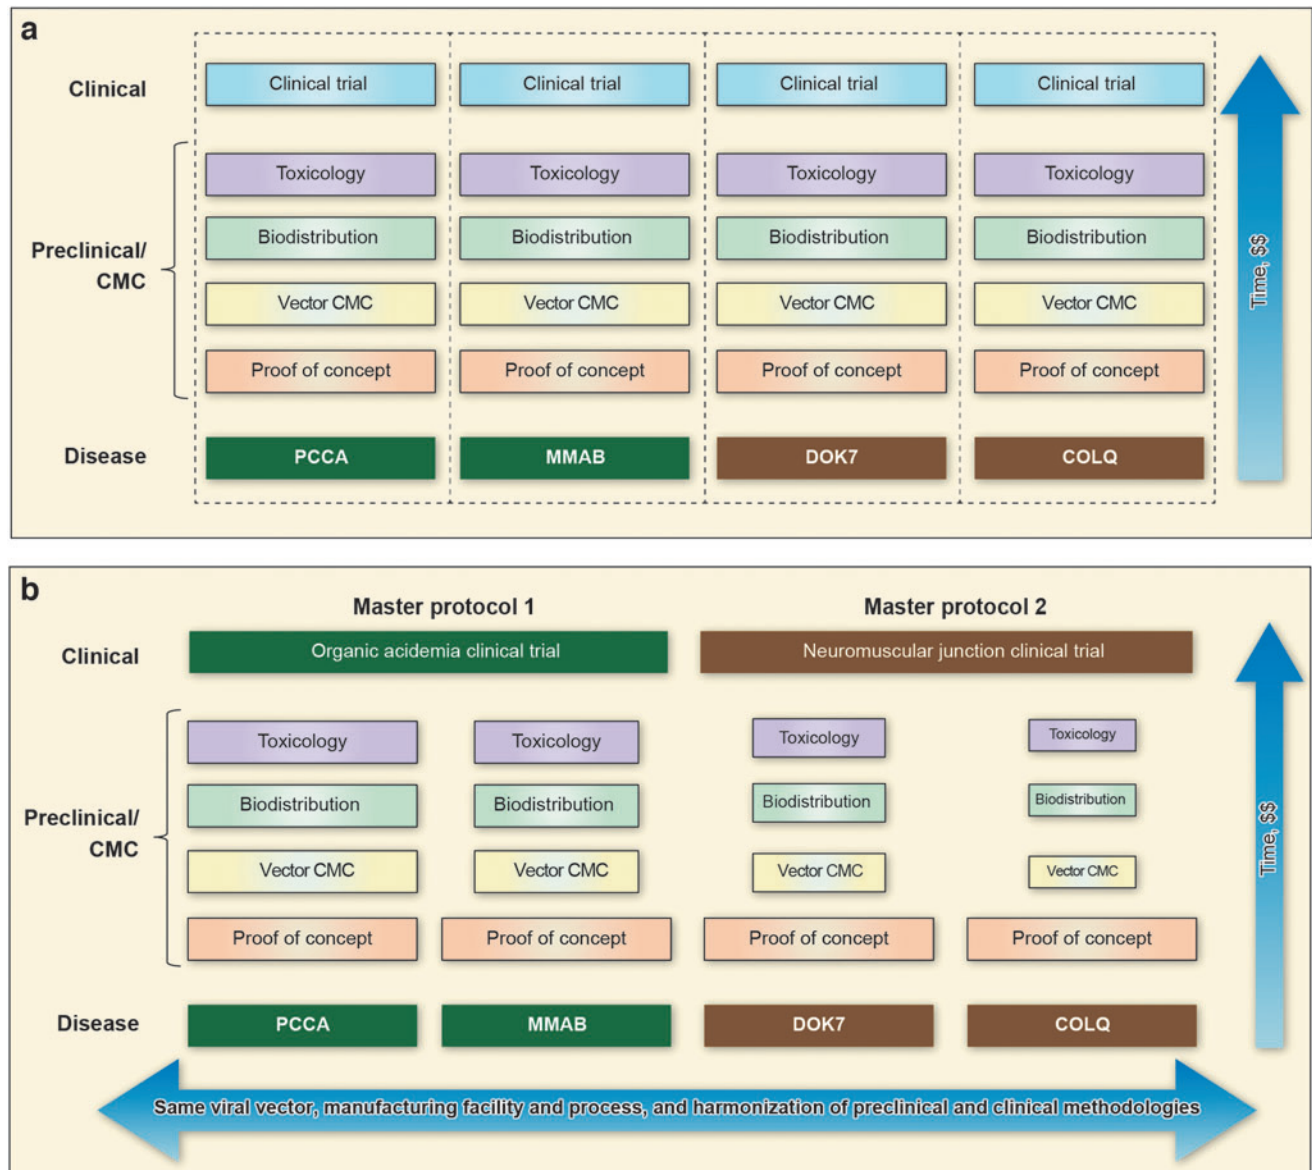 a
Clinical
Clinical trial Clinical trial Clinical trial Clinical trial
Toxicology Toxicology Toxicology Toxicology
Preclinical/
CMC
Biodistribution Biodistribution Biodistribution Biodistribution
Vector CMC Vector CMC Vector CMC Vector CMC
Proof of concept Proof of concept Proof of concept Proof of concept
Disease
PCCA MMAB DOK7 COLQ
Time, $$
b
Master protocol 1 Master protocol 2
Clinical
Organic acidemia clinical trial Neuromuscular junction clinical trial
Toxicology Toxicology Toxicology Toxicology
Preclinical/
CMC
Biodistribution Biodistribution Biodistribution Biodistribution
Vector CMC Vector CMC Vector CMC Vector CMC
Proof of concept Proof of concept Proof of concept Proof of concept
Disease
PCCA MMAB DOK7 COLQ
Time, $$
Same viral vector, manufacturing facility and process, and harmonization of preclinical and clinical methodologies